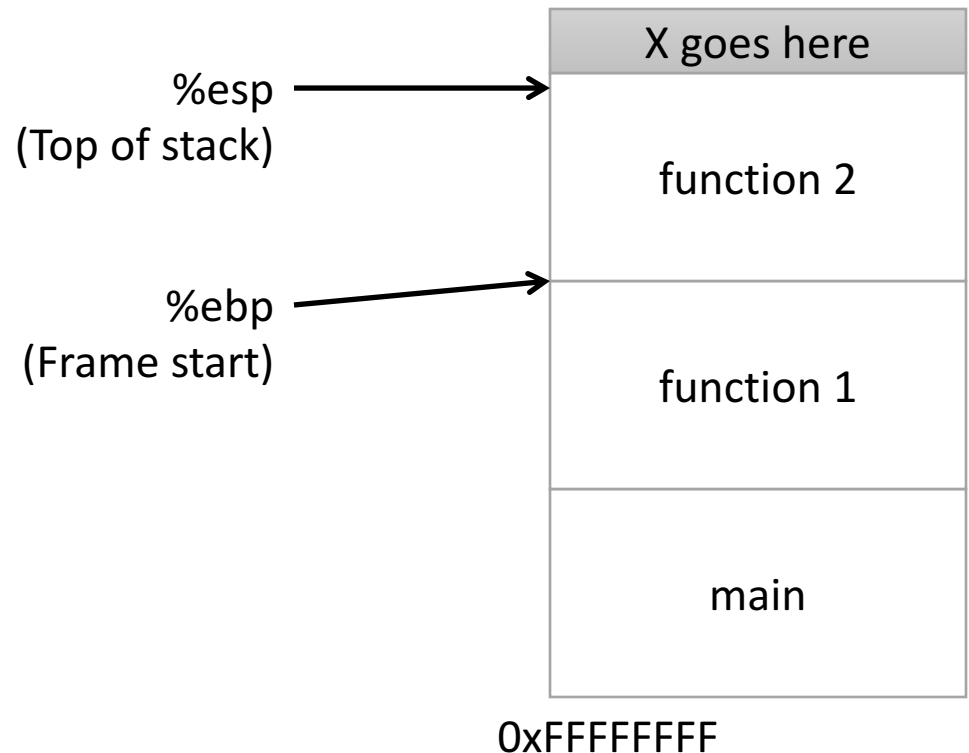 X goes here
%esp
(Top of stack)
function 2
%ebp
(Frame start)
function 1
main
0xFFFFFFFF